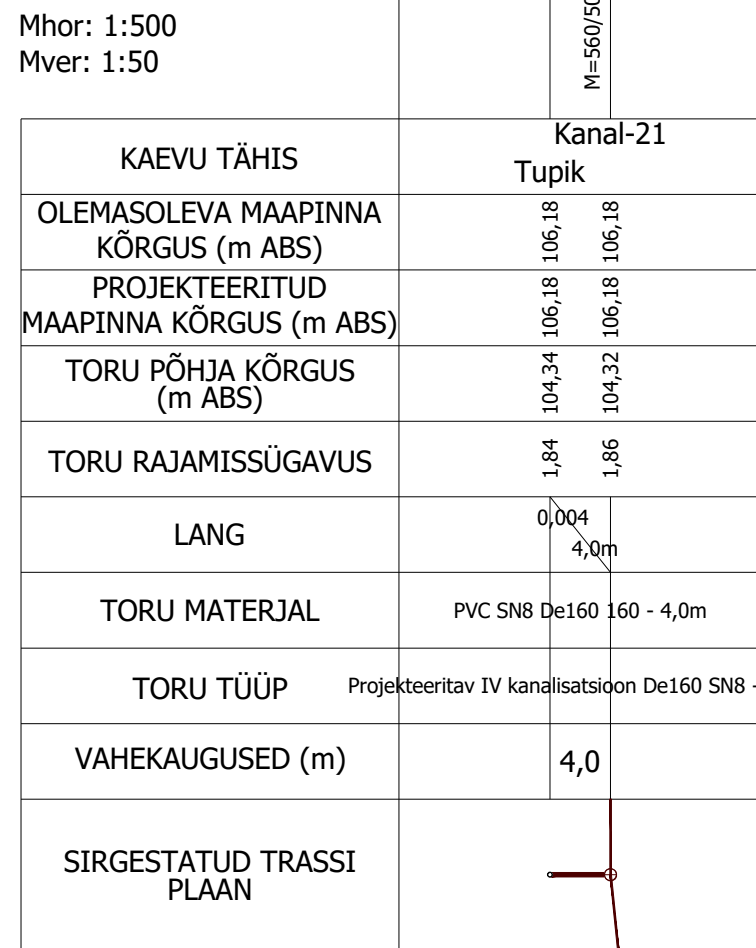 Mhor: 1:500
Mver: 1:50
M=560/50
KAEVU TÄHIS
Kanal-21
Tupik
OLEMASOLEVA MAAPINNA
KÕRGUS (m ABS)
106,18
106,18
PROJEKTEERITUD
MAAPINNA KÕRGUS (m ABS)
106,18
106,18
TORU PÕHJA KÕRGUS
(m ABS)
104,34
104,32
TORU RAJAMISSÜGAVUS
1,84
1,86
LANG
0,004
4,0m
TORU MATERJAL
PVC SN8 De160 160 - 4,0m
TORU TÜÜP
Projekteeritav IV kanalisatsioon De160 SN8 -
VAHEKAUGUSED (m)
4,0
SIRGESTATUD TRASSI
PLAAN